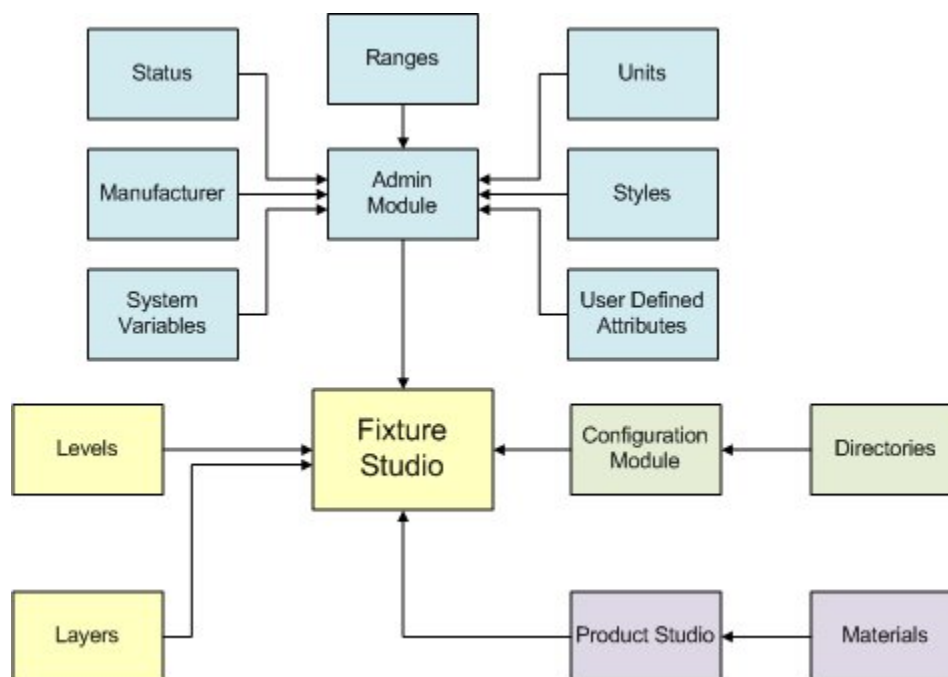 Status
Ranges
Units
Manufacturer
Admin
Module
Styles
System
Variables
User Defined
Attributes
Levels
Fixture
Studio
Configuration
Module
Directories
Layers
Product Studio
Materials